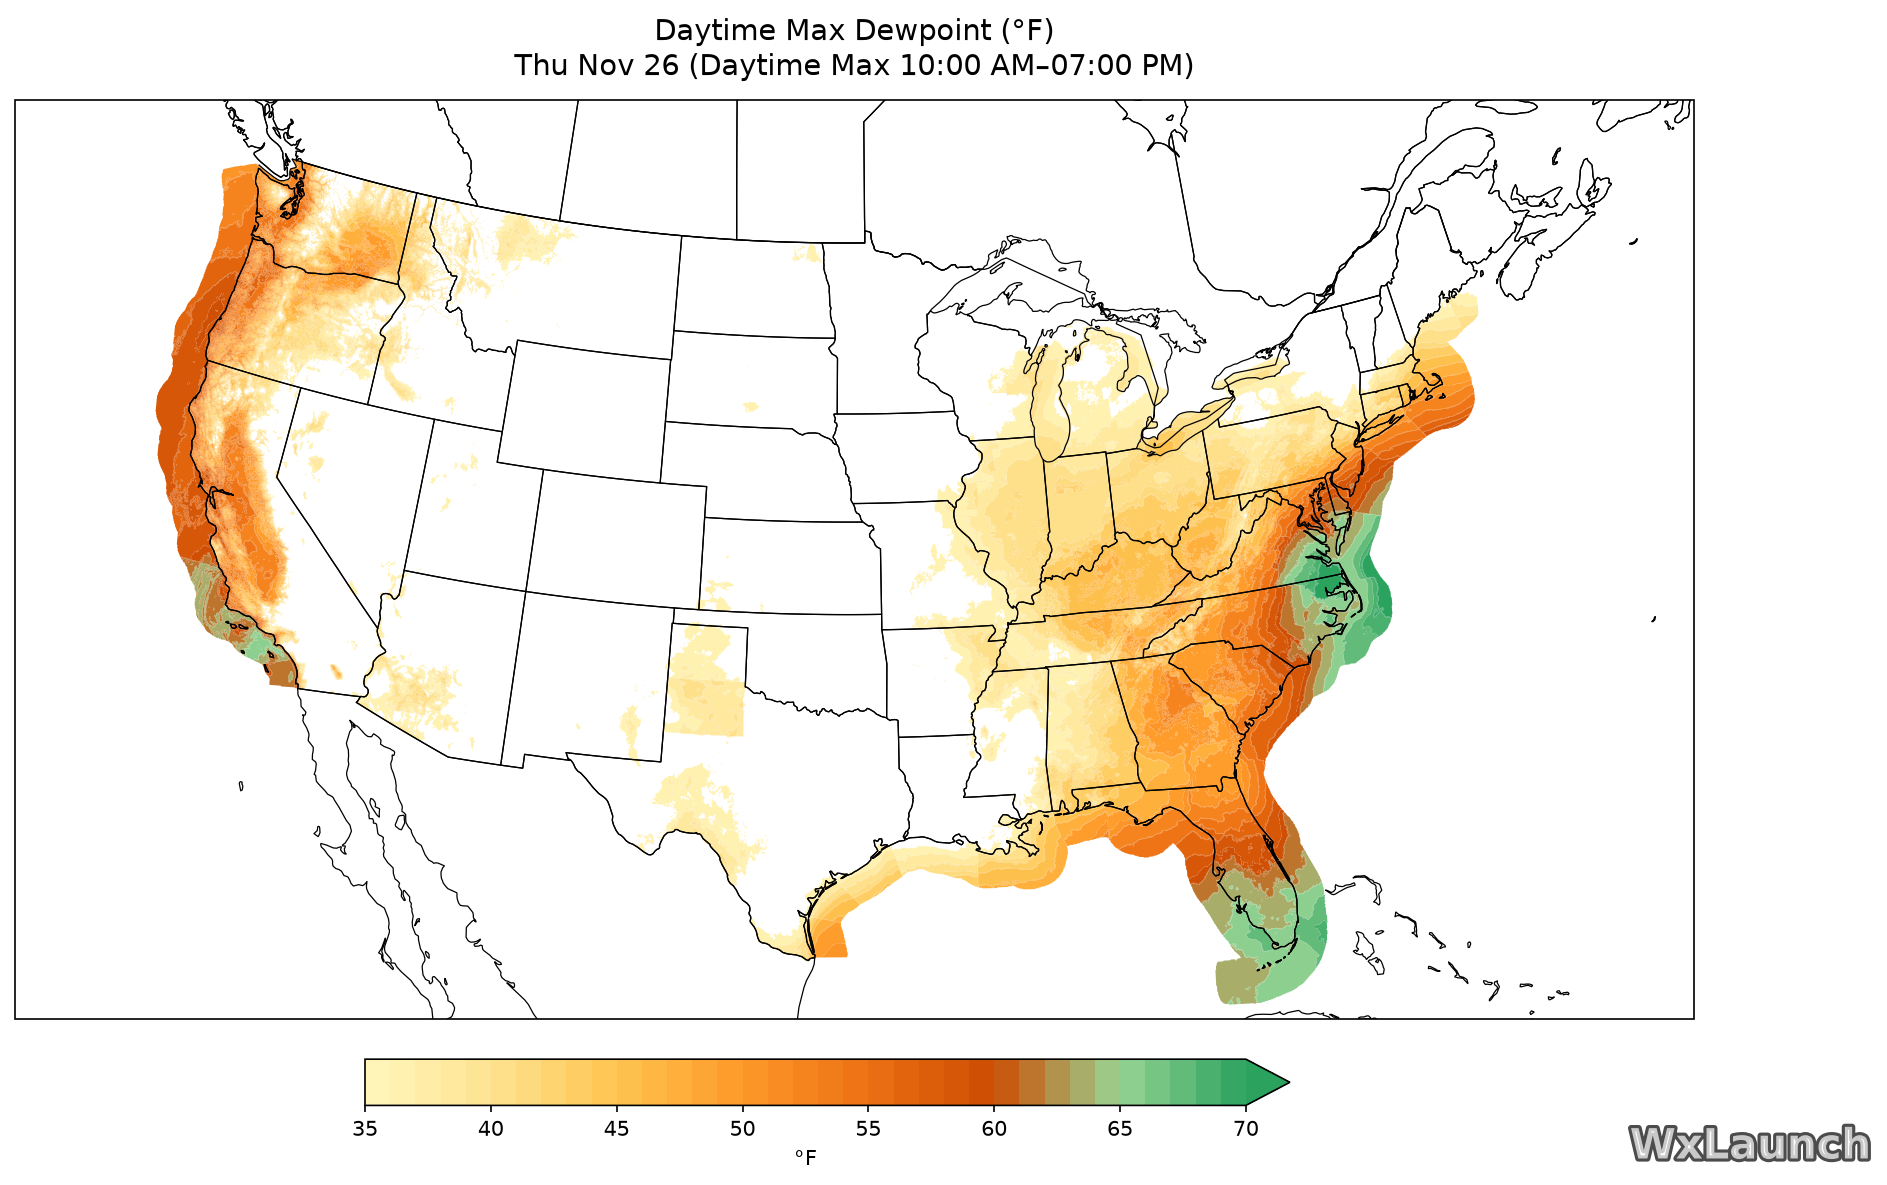 Daytime Max Dewpoint (°F)
Thu Nov 26 (Daytime Max 10:00 AM–07:00 PM)
35 40 45 50 55 60 65 70
°F
WxLaunch